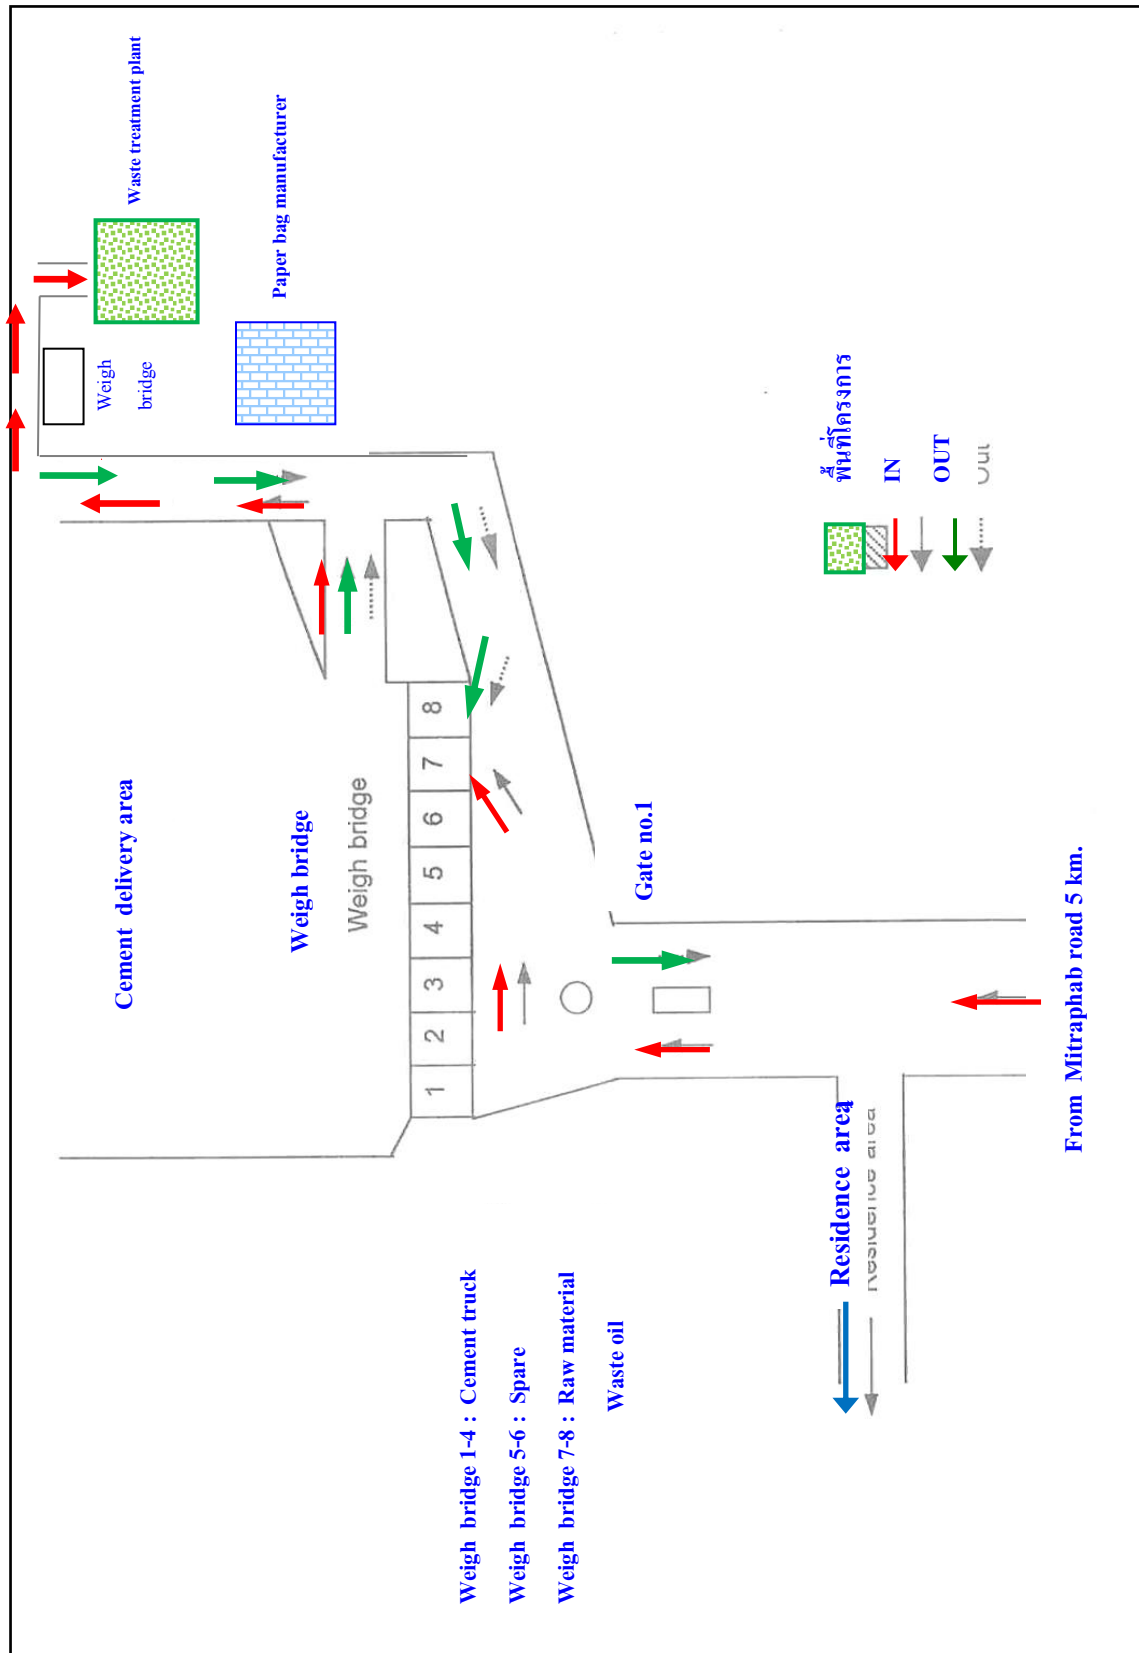 Waste treatment plant
Paper bag manufacturer
Weigh
bridge
Cement delivery area
Weigh bridge
Weigh bridge
1
2
3
4
5
6
7
8
Gate no.1
พื้นที่โครงการ
IN
OUT
Out
Residence area
Residence area
From Mitraphab road 5 km.
Weigh bridge 1-4 : Cement truck
Weigh bridge 5-6 : Spare
Weigh bridge 7-8 : Raw material
Waste oil